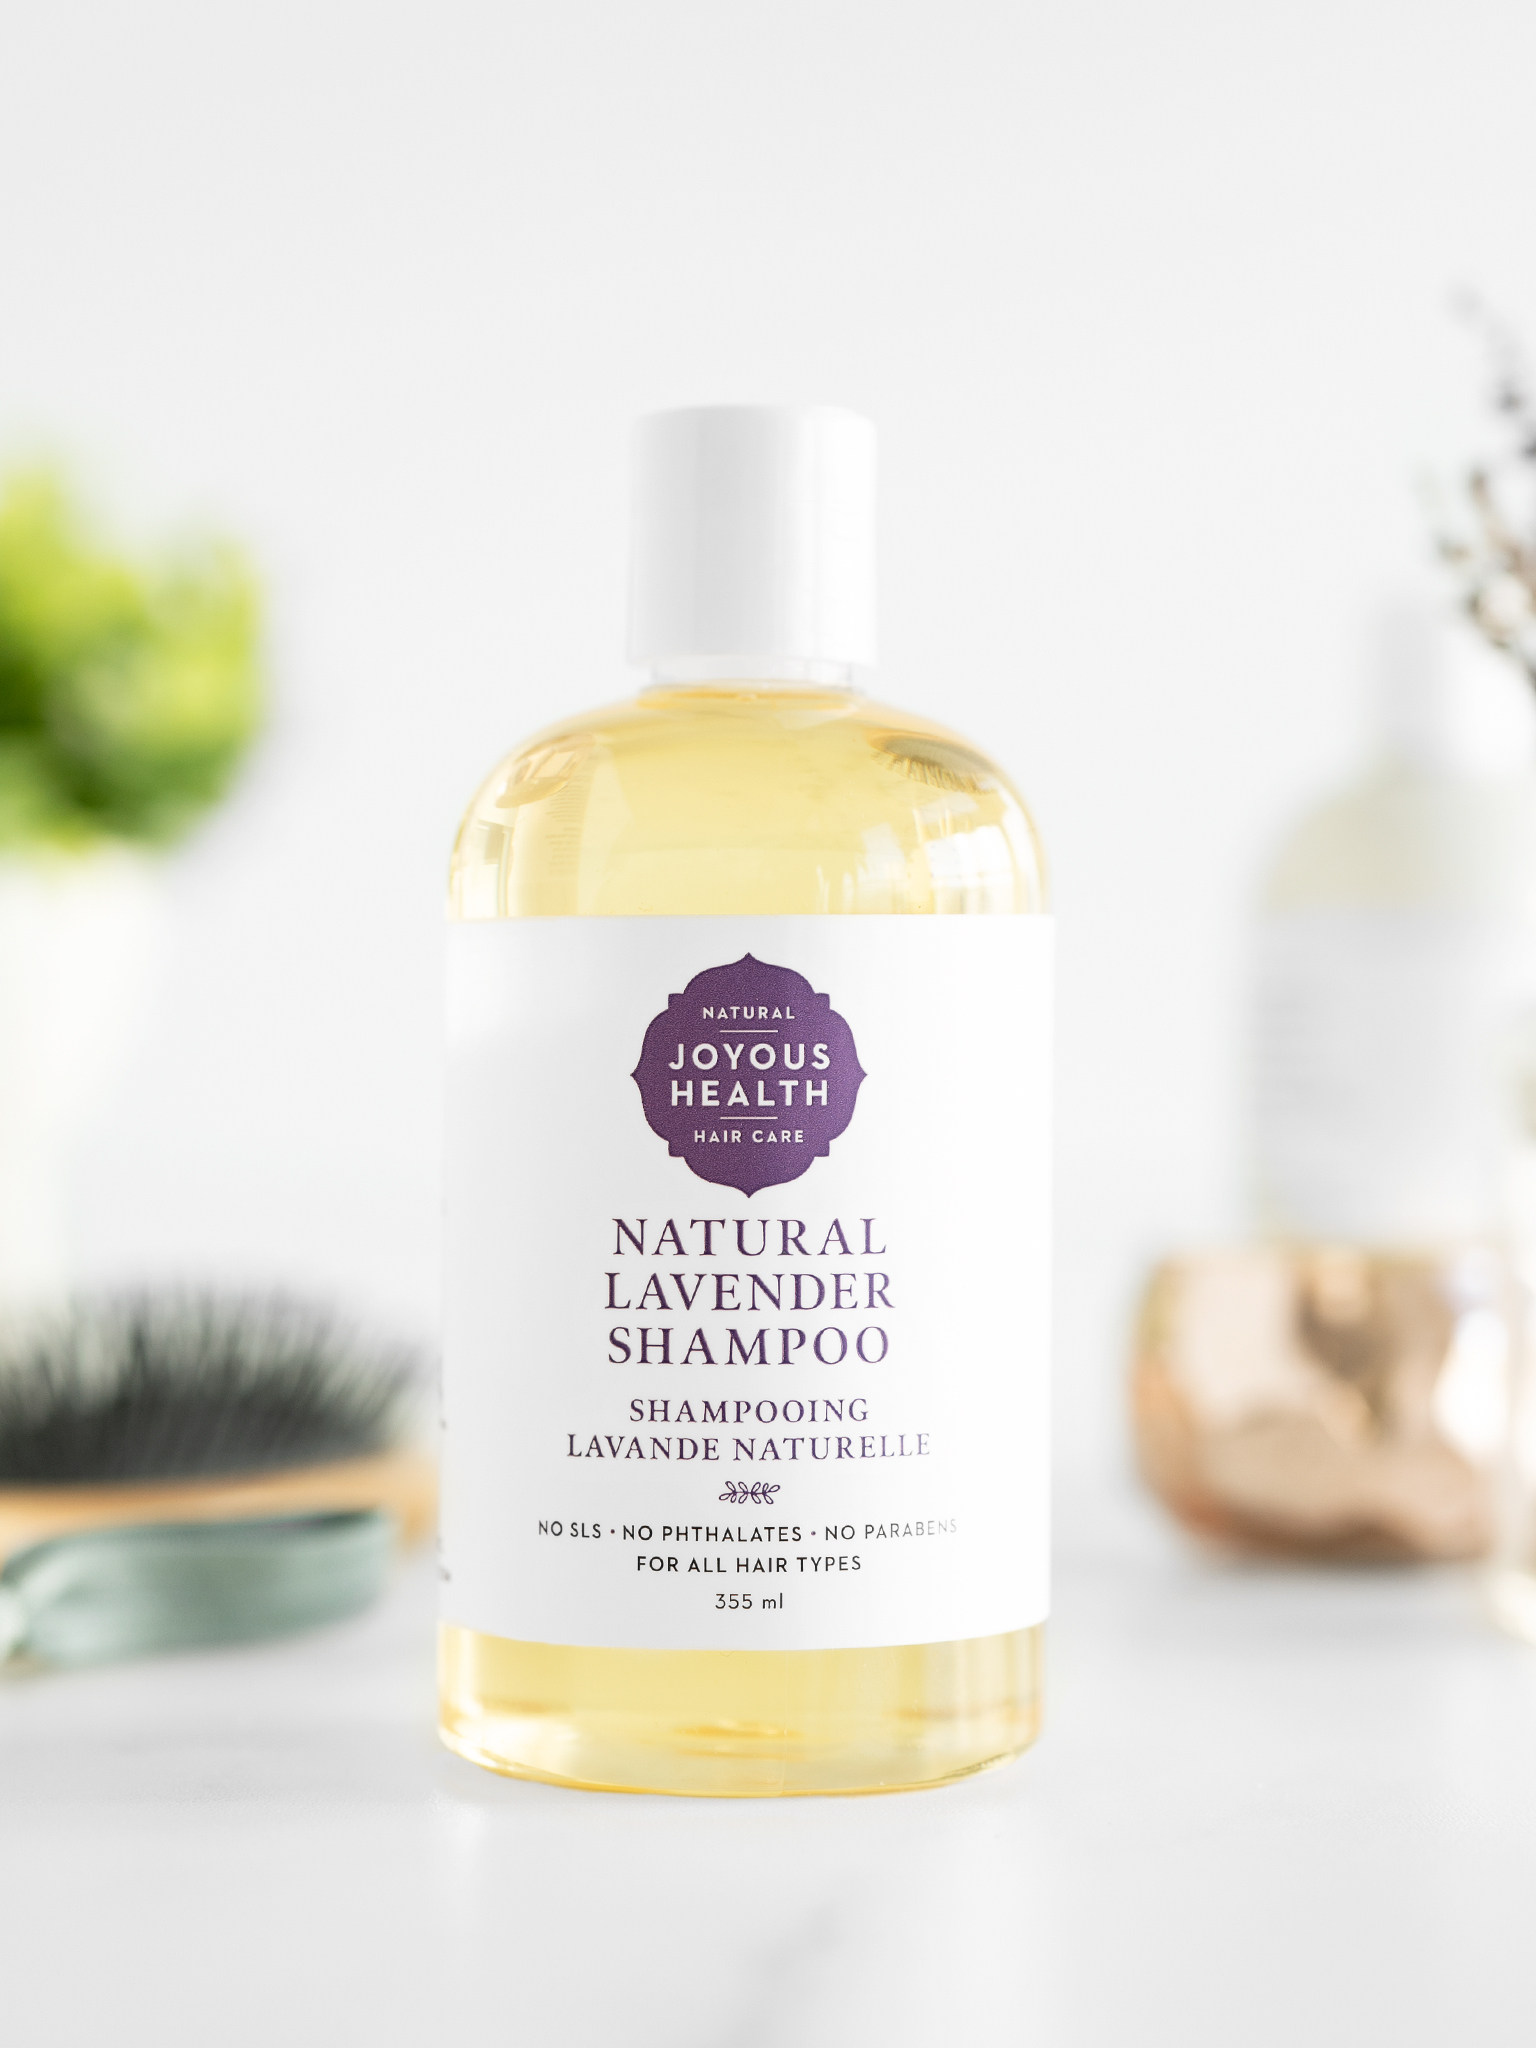 NATURAL
JOYOUS
HEALTH
HAIR CARE
NATURAL
LAVENDER
SHAMPOO
SHAMPOOING
LAVANDE NATURELLE
NO SLS • NO PHTHALATES • NO PARABENS
FOR ALL HAIR TYPES
355 ml